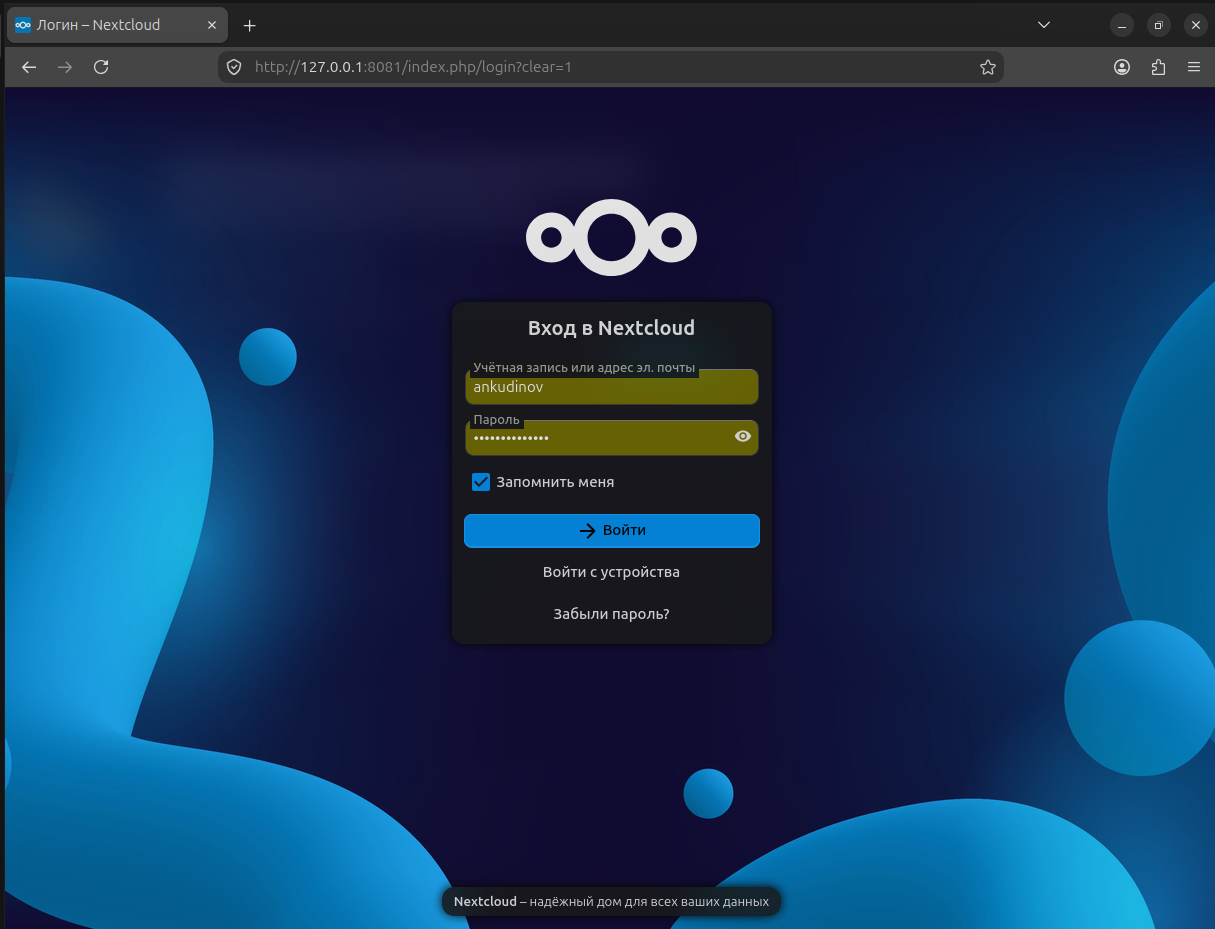 Логин – Nextcloud
http://127.0.0.1:8081/index.php/login?clear=1
Вход в Nextcloud
Учётная запись или адрес эл. почты
ankudinov
Пароль
••••••••••••••
Запомнить меня
Войти
Войти с устройства
Забыли пароль?
Nextcloud – надёжный дом для всех ваших данных